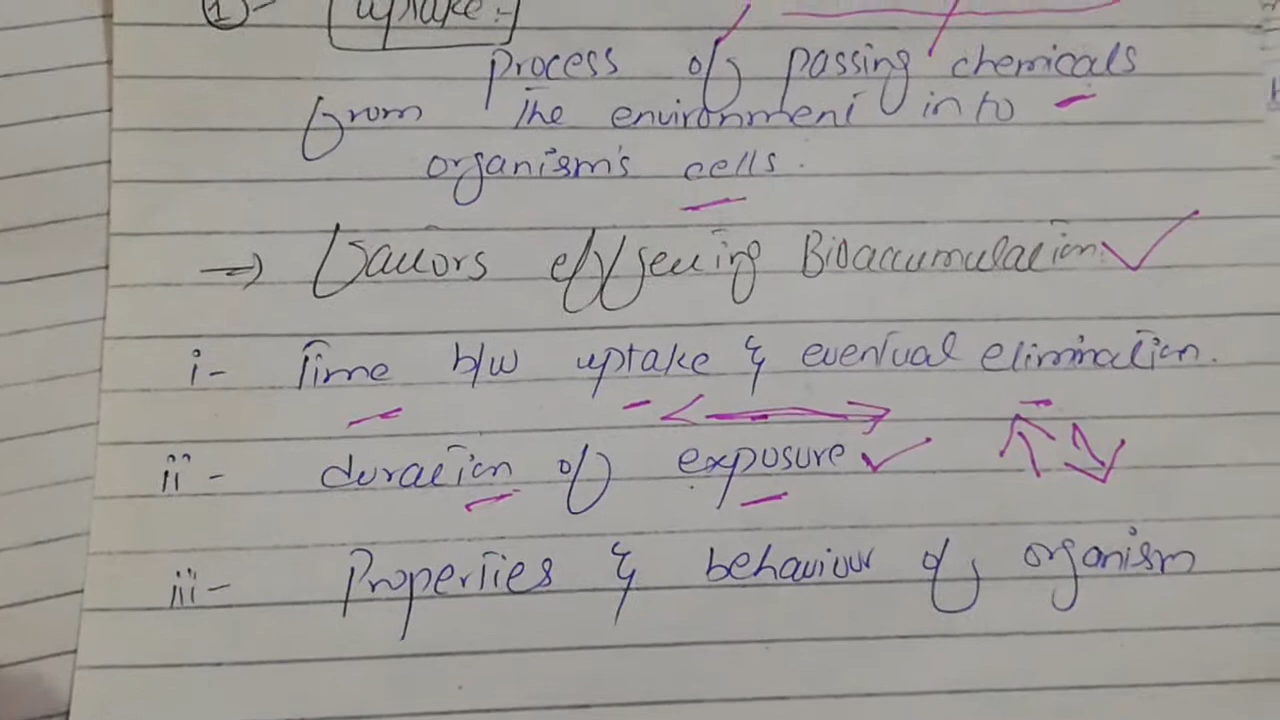 ①- uptake:-
process of passing chemicals
from the environment into
organism's cells.
→ Factors effecting Bioaccumulation
i- Time b/w uptake & eventual elimination.
ii- duration of exposure
iii- Properties & behaviour of organism